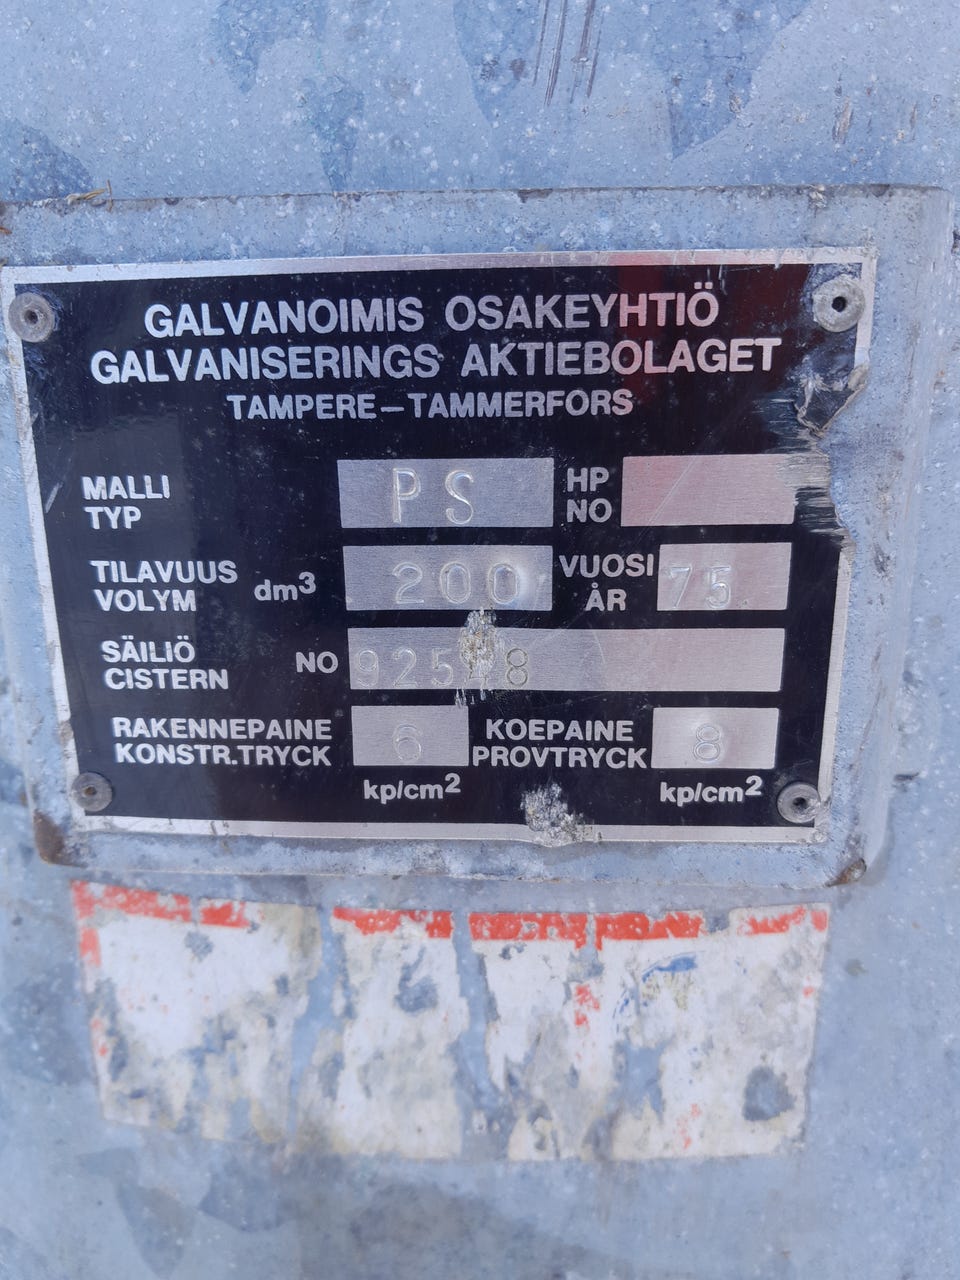 GALVANOIMIS OSAKEYHTIÖ
GALVANISERINGS AKTIEBOLAGET
TAMPERE-TAMMERFORS
MALLI
TYP
PS
HP
NO
TILAVUUS
VOLYM
dm3
200
VUOSI
ÅR
75
SÄILIÖ
CISTERN
NO
RAKENNEPAINE
KONSTR.TRYCK
6
kp/cm2
KOEPAINE
PROVTRYCK
8
kp/cm2